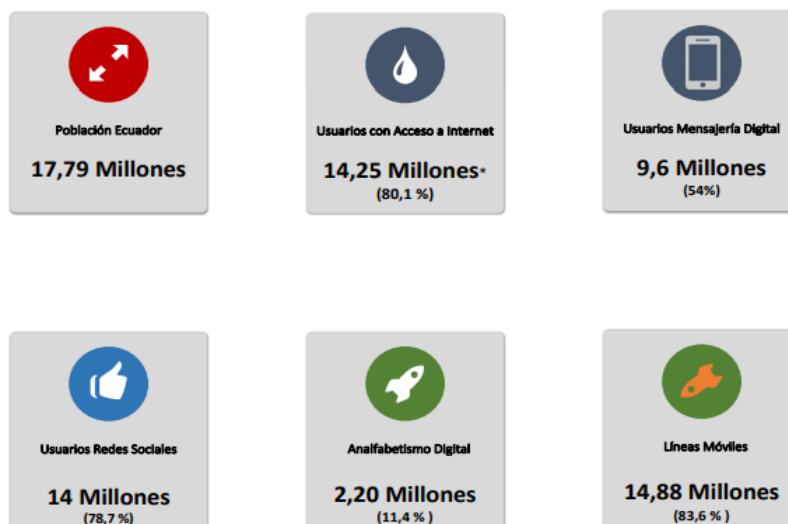 Población Ecuador
17,79 Millones
Usuarios con Acceso a Internet
14,25 Millones*
(80,1 %)
Usuarios Mensajería Digital
9,6 Millones
(54%)
Usuarios Redes Sociales
14 Millones
(78,7 %)
Analfabetismo Digital
2,20 Millones
(11,4 % )
Líneas Móviles
14,88 Millones
(83,6 % )